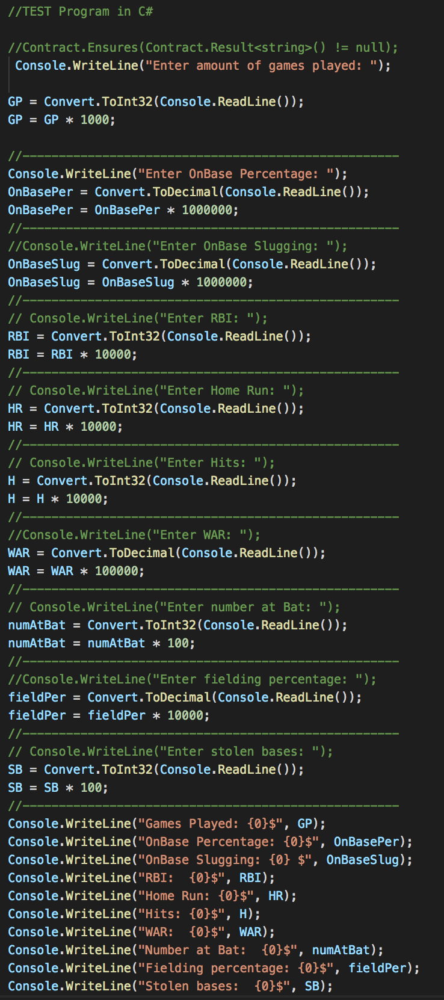 //TEST Program in C#
//Contract.Ensures(Contract.Result<string>() != null);
Console.WriteLine("Enter amount of games played: ");
GP = Convert.ToInt32(Console.ReadLine());
GP = GP * 1000;
//----------------------------------------------------
Console.WriteLine("Enter OnBase Percentage: ");
OnBasePer = Convert.ToDecimal(Console.ReadLine());
OnBasePer = OnBasePer * 1000000;
//----------------------------------------------------
//Console.WriteLine("Enter OnBase Slugging: ");
OnBaseSlug = Convert.ToDecimal(Console.ReadLine());
OnBaseSlug = OnBaseSlug * 1000000;
//----------------------------------------------------
// Console.WriteLine("Enter RBI: ");
RBI = Convert.ToInt32(Console.ReadLine());
RBI = RBI * 10000;
//----------------------------------------------------
// Console.WriteLine("Enter Home Run: ");
HR = Convert.ToInt32(Console.ReadLine());
HR = HR * 10000;
//----------------------------------------------------
// Console.WriteLine("Enter Hits: ");
H = Convert.ToInt32(Console.ReadLine());
H = H * 10000;
//----------------------------------------------------
//Console.WriteLine("Enter WAR: ");
WAR = Convert.ToDecimal(Console.ReadLine());
WAR = WAR * 100000;
//----------------------------------------------------
// Console.WriteLine("Enter number at Bat: ");
numAtBat = Convert.ToInt32(Console.ReadLine());
numAtBat = numAtBat * 100;
//----------------------------------------------------
//Console.WriteLine("Enter fielding percentage: ");
fieldPer = Convert.ToDecimal(Console.ReadLine());
fieldPer = fieldPer * 10000;
//----------------------------------------------------
// Console.WriteLine("Enter stolen bases: ");
SB = Convert.ToInt32(Console.ReadLine());
SB = SB * 100;
//----------------------------------------------------
Console.WriteLine("Games Played: {0}$", GP);
Console.WriteLine("OnBase Percentage: {0}$", OnBasePer);
Console.WriteLine("OnBase Slugging: {0} $", OnBaseSlug);
Console.WriteLine("RBI:  {0}$", RBI);
Console.WriteLine("Home Run: {0}$", HR);
Console.WriteLine("Hits: {0}$", H);
Console.WriteLine("WAR:  {0}$", WAR);
Console.WriteLine("Number at Bat:  {0}$", numAtBat);
Console.WriteLine("Fielding percentage: {0}$", fieldPer);
Console.WriteLine("Stolen bases:  {0}$", SB);